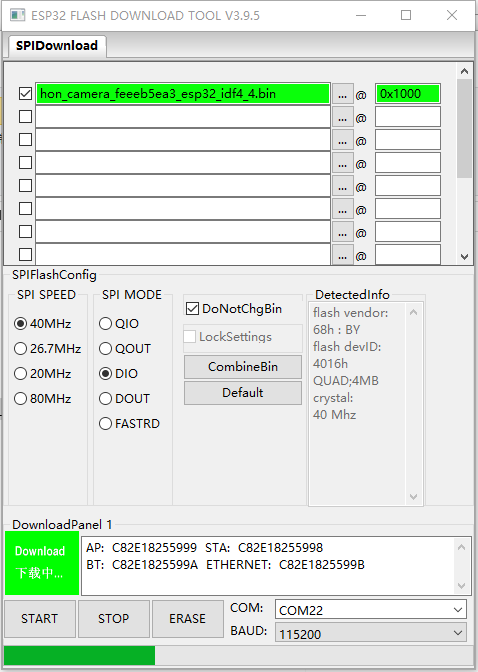 ESP32 FLASH DOWNLOAD TOOL V3.9.5
SPIDownload
hon_camera_feeeb5ea3_esp32_idf4_4.bin ... @ 0x1000
... @
... @
... @
... @
... @
... @
... @
SPIFlashConfig
SPI SPEED
40MHz
26.7MHz
20MHz
80MHz
SPI MODE
QIO
QOUT
DIO
DOUT
FASTRD
DoNotChgBin
LockSettings
CombineBin
Default
DetectedInfo
flash vendor:
68h : BY
flash devID:
4016h
QUAD;4MB
crystal:
40 Mhz
DownloadPanel 1
Download
下载中...
AP: C82E18255999 STA: C82E18255998
BT: C82E1825599A ETHERNET: C82E1825599B
START
STOP
ERASE
COM: COM22
BAUD: 115200